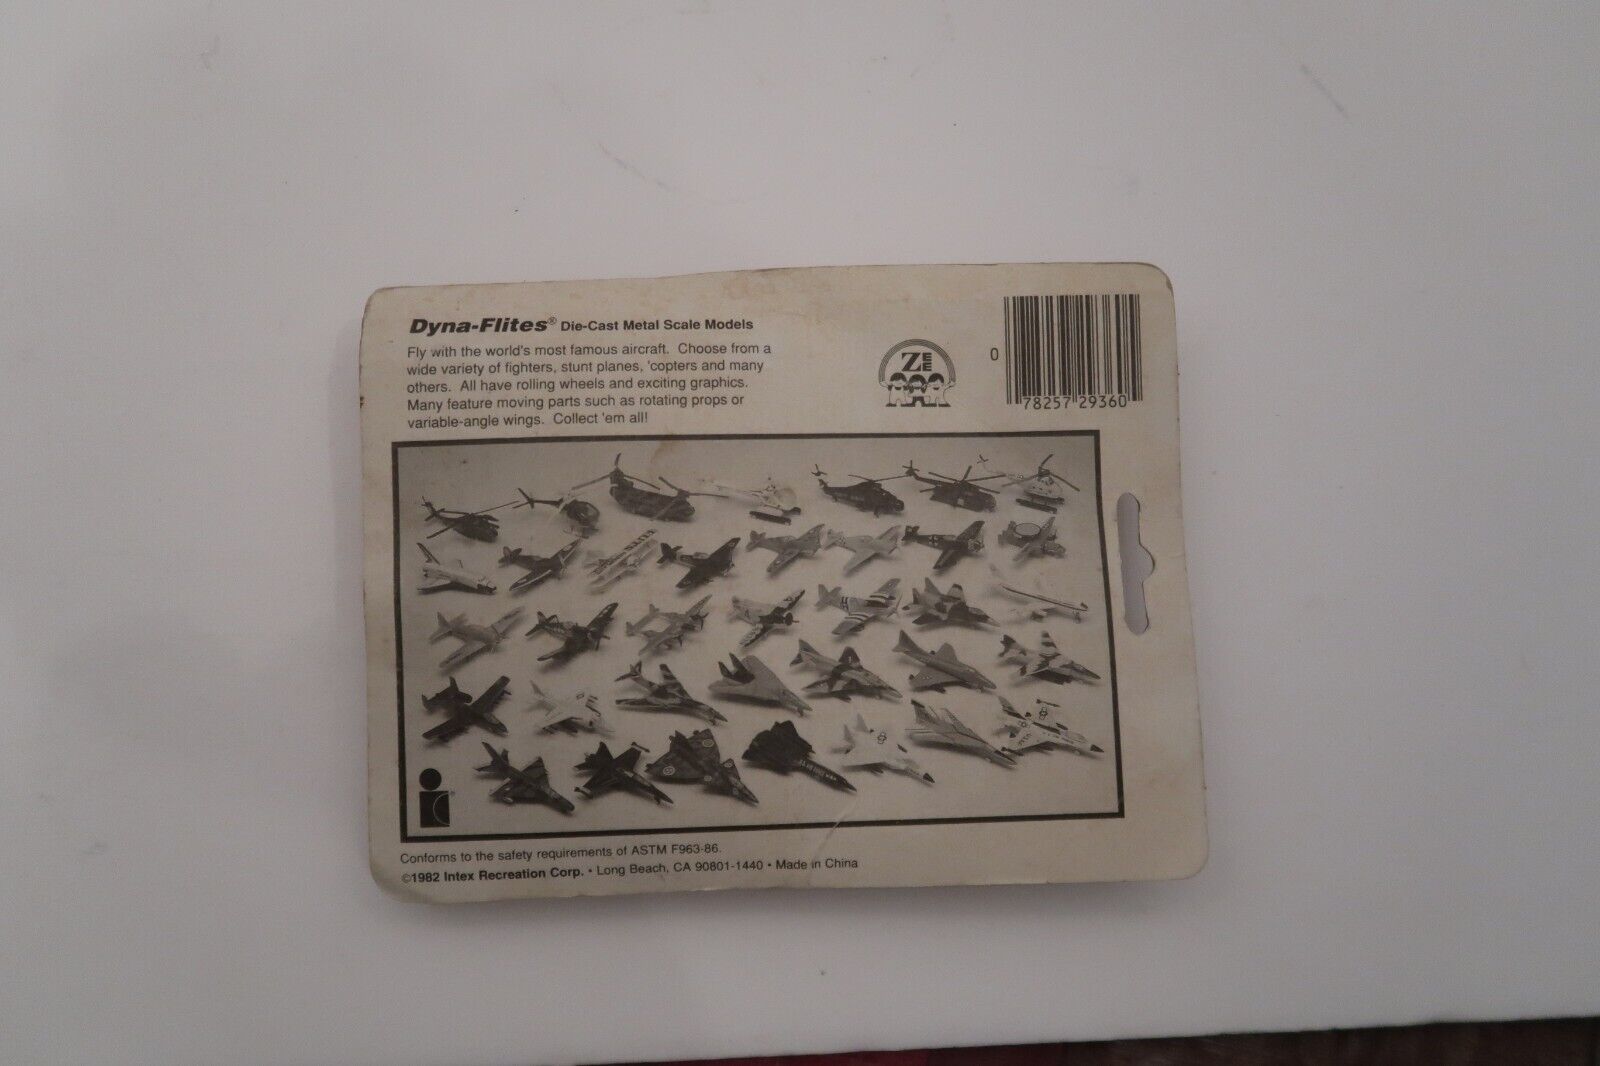 Dyna-Flites® Die-Cast Metal Scale Models
Fly with the world's most famous aircraft. Choose from a
wide variety of fighters, stunt planes, 'copters and many
others. All have rolling wheels and exciting graphics.
Many feature moving parts such as rotating props or
variable-angle wings. Collect 'em all!
ZEE
0 78257 29360
Conforms to the safety requirements of ASTM F963-86.
©1982 Intex Recreation Corp. • Long Beach, CA 90801-1440 • Made in China